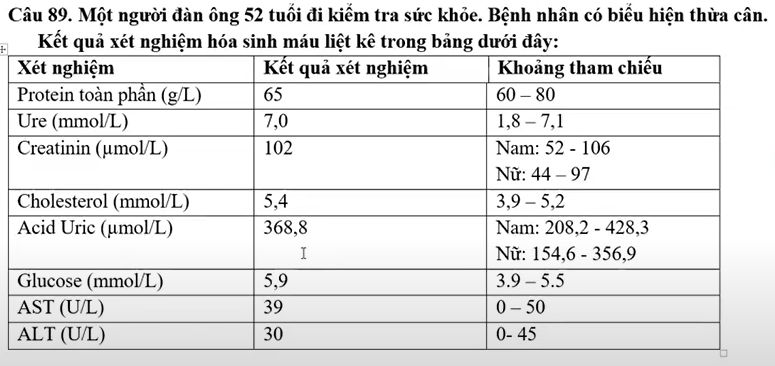 Câu 89. Một người đàn ông 52 tuổi đi kiểm tra sức khỏe. Bệnh nhân có biểu hiện thừa cân.
Kết quả xét nghiệm hóa sinh máu liệt kê trong bảng dưới đây:
Xét nghiệm Kết quả xét nghiệm Khoảng tham chiếu
Protein toàn phần (g/L) 65 60 – 80
Ure (mmol/L) 7,0 1,8 – 7,1
Creatinin (µmol/L) 102 Nam: 52 - 106
Nữ: 44 – 97
Cholesterol (mmol/L) 5,4 3,9 – 5,2
Acid Uric (µmol/L) 368,8 Nam: 208,2 - 428,3
Nữ: 154,6 - 356,9
Glucose (mmol/L) 5,9 3.9 – 5.5
AST (U/L) 39 0 – 50
ALT (U/L) 30 0- 45